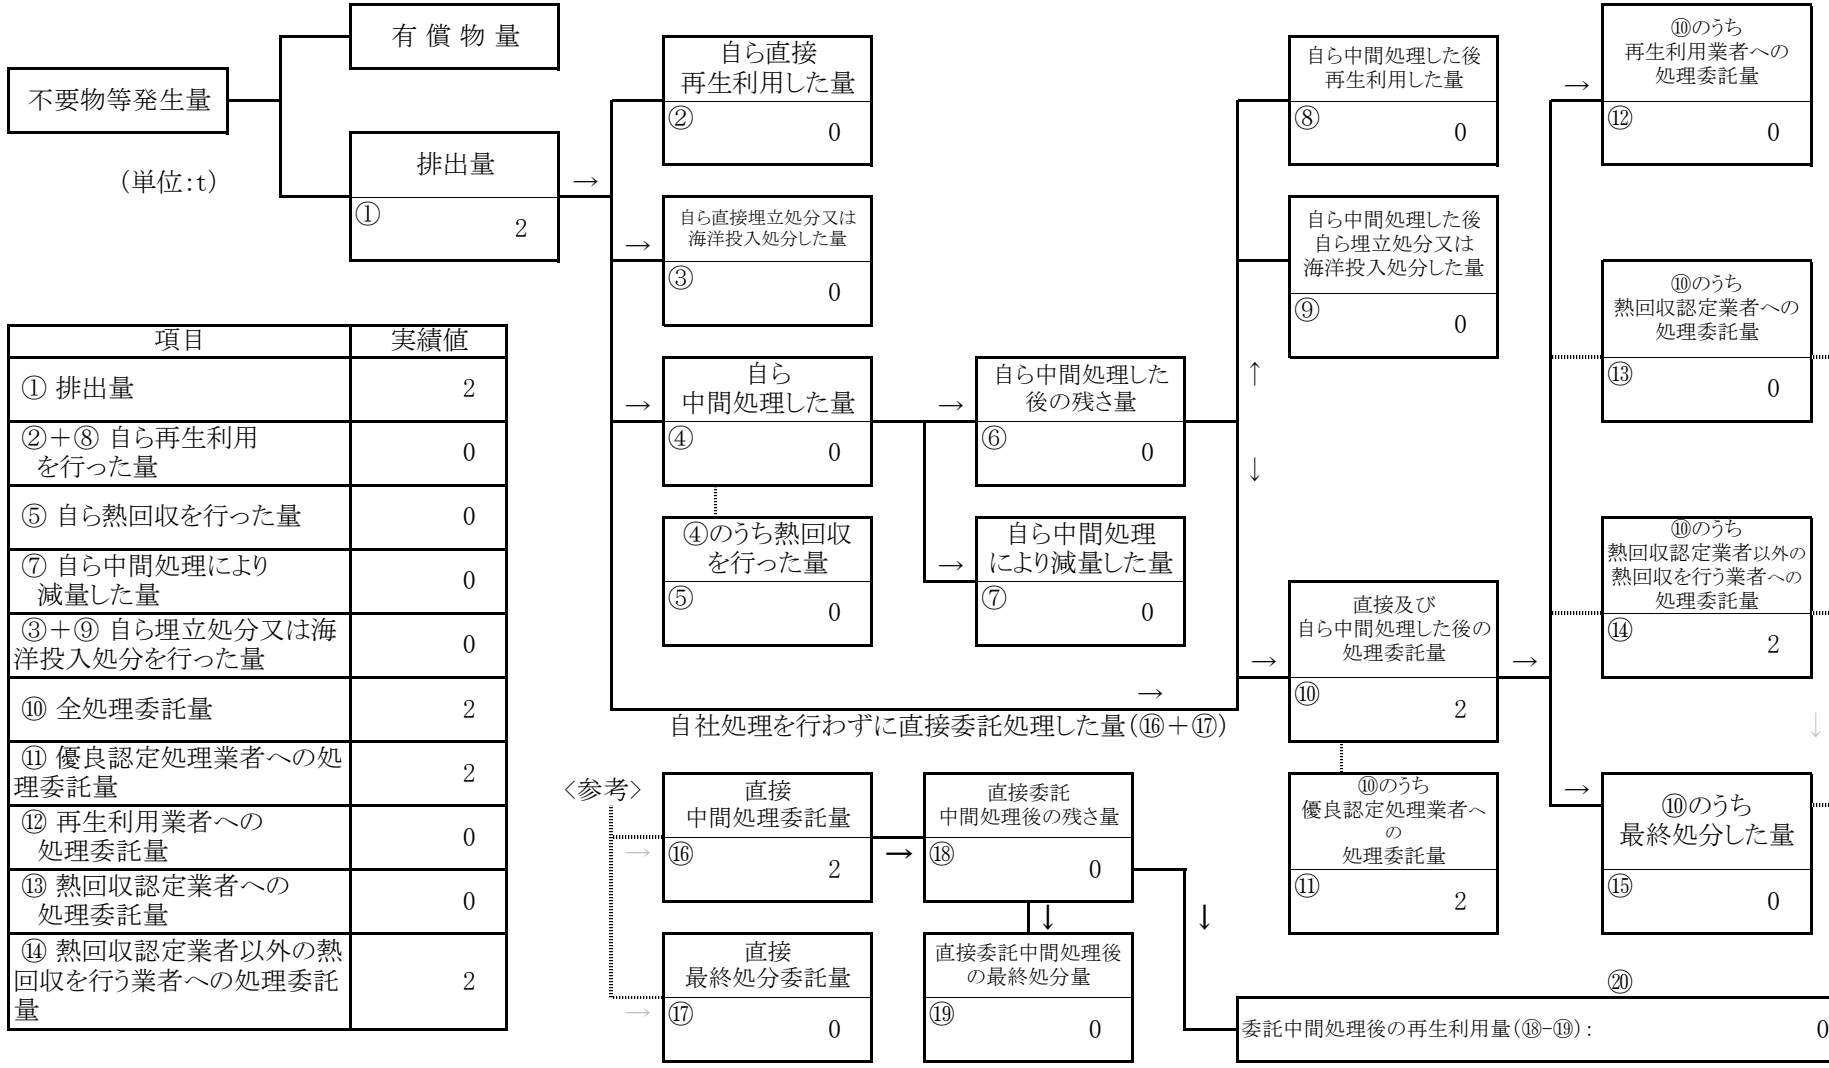 有 償 物 量
不要物等発生量
(単位:t)
排出量
①
2
→
自ら直接
再生利用した量
②
0
→
自ら直接埋立処分又は
海洋投入処分した量
③
0
→
自ら
中間処理した量
④
0
④のうち熱回収
を行った量
⑤
0
→
自ら中間処理した
後の残さ量
⑥
0
→
自ら中間処理
により減量した量
⑦
0
自ら中間処理した後
再生利用した量
⑧
0
自ら中間処理した後
自ら埋立処分又は
海洋投入処分した量
⑨
0
↑
↓
→
→
自社処理を行わずに直接委託処理した量(⑯+⑰)
直接及び
自ら中間処理した後の
処理委託量
⑩
2
→
⑩のうち
優良認定処理業者へ
の
処理委託量
⑪
2
→
⑩のうち
再生利用業者への
処理委託量
⑫
0
⑩のうち
熱回収認定業者への
処理委託量
⑬
0
⑩のうち
熱回収認定業者以外の
熱回収を行う業者への
処理委託量
⑭
2
↓
→
⑩のうち
最終処分した量
⑮
0
項目 実績値
① 排出量 2
②+⑧ 自ら再生利用
を行った量 0
⑤ 自ら熱回収を行った量 0
⑦ 自ら中間処理により
減量した量 0
③+⑨ 自ら埋立処分又は海
洋投入処分を行った量 0
⑩ 全処理委託量 2
⑪ 優良認定処理業者への処
理委託量 2
⑫ 再生利用業者への
処理委託量 0
⑬ 熱回収認定業者への
処理委託量 0
⑭ 熱回収認定業者以外の熱
回収を行う業者への処理委託
量 2
〈参考〉
→
直接
中間処理委託量
⑯
2
→
直接委託
中間処理後の残さ量
⑱
0
↓
↓
→
直接
最終処分委託量
⑰
0
直接委託中間処理後
の最終処分量
⑲
0
⑳
委託中間処理後の再生利用量(⑱-⑲): 0